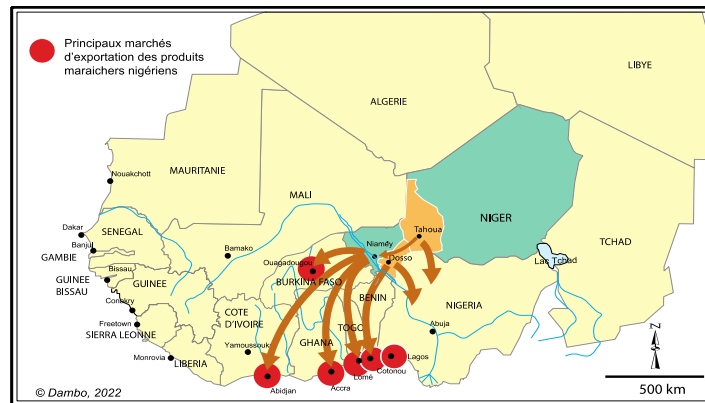 Principaux marchés
d'exportation des produits
maraichers nigériens
LIBYE
ALGERIE
MAURITANIE
Nouakchott
MALI
NIGER
TCHAD
Tahoua
Dakar
SENEGAL
Niamey
Banjul
GAMBIE
Bamako
Ouagadougou
Dosso
Lac Tchad
Bissau
GUINEE
BISSAU
GUINEE
BURKINA FASO
BENIN
NIGERIA
Conakry
COTE
D'IVOIRE
TOGO
Freetown
SIERRA LEONNE
GHANA
Abuja
Yamoussoukro
Monrovia
LIBERIA
Lagos
Cotonou
Lomé
Accra
Abidjan
N
500 km
© Dambo, 2022